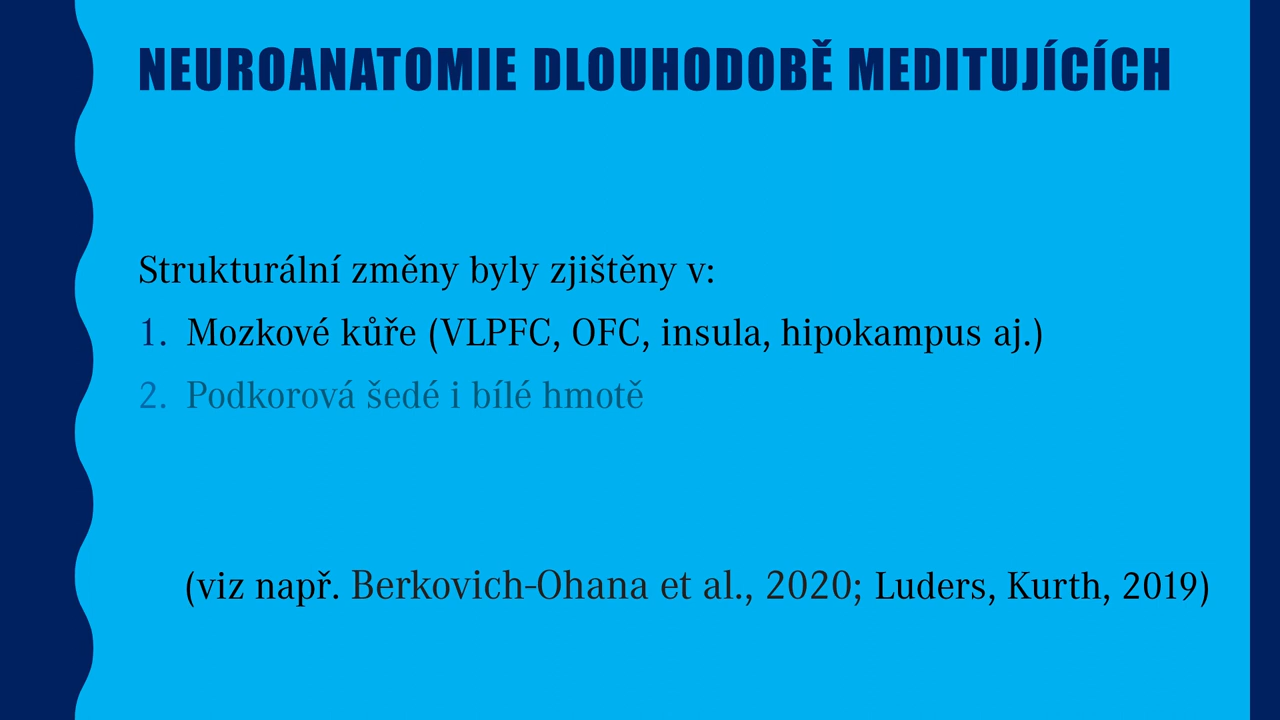 NEUROANATOMIE DLOUHODOBĚ MEDITUJÍCÍCH
Strukturální změny byly zjištěny v:
1. Mozkové kůře (VLPFC, OFC, insula, hipokampus aj.)
2. Podkorová šedé i bílé hmotě
(viz např. Berkovich-Ohana et al., 2020; Luders, Kurth, 2019)